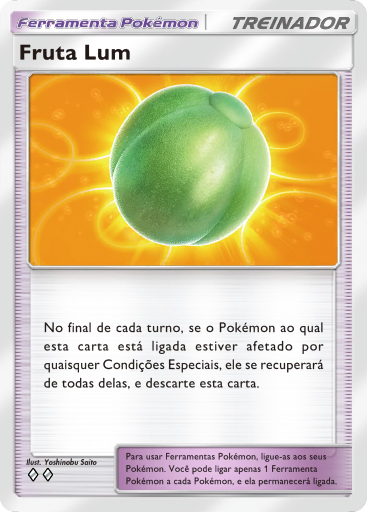 Ferramenta Pokémon
TREINADOR
Fruta Lum
No final de cada turno, se o Pokémon ao qual
esta carta está ligada estiver afetado por
quaisquer Condições Especiais, ele se recuperará
de todas delas, e descarte esta carta.
Ilust. Yoshinobu Saito
Para usar Ferramentas Pokémon, ligue-as aos seus
Pokémon. Você pode ligar apenas 1 Ferramenta
Pokémon a cada Pokémon, e ela permanecerá ligada.